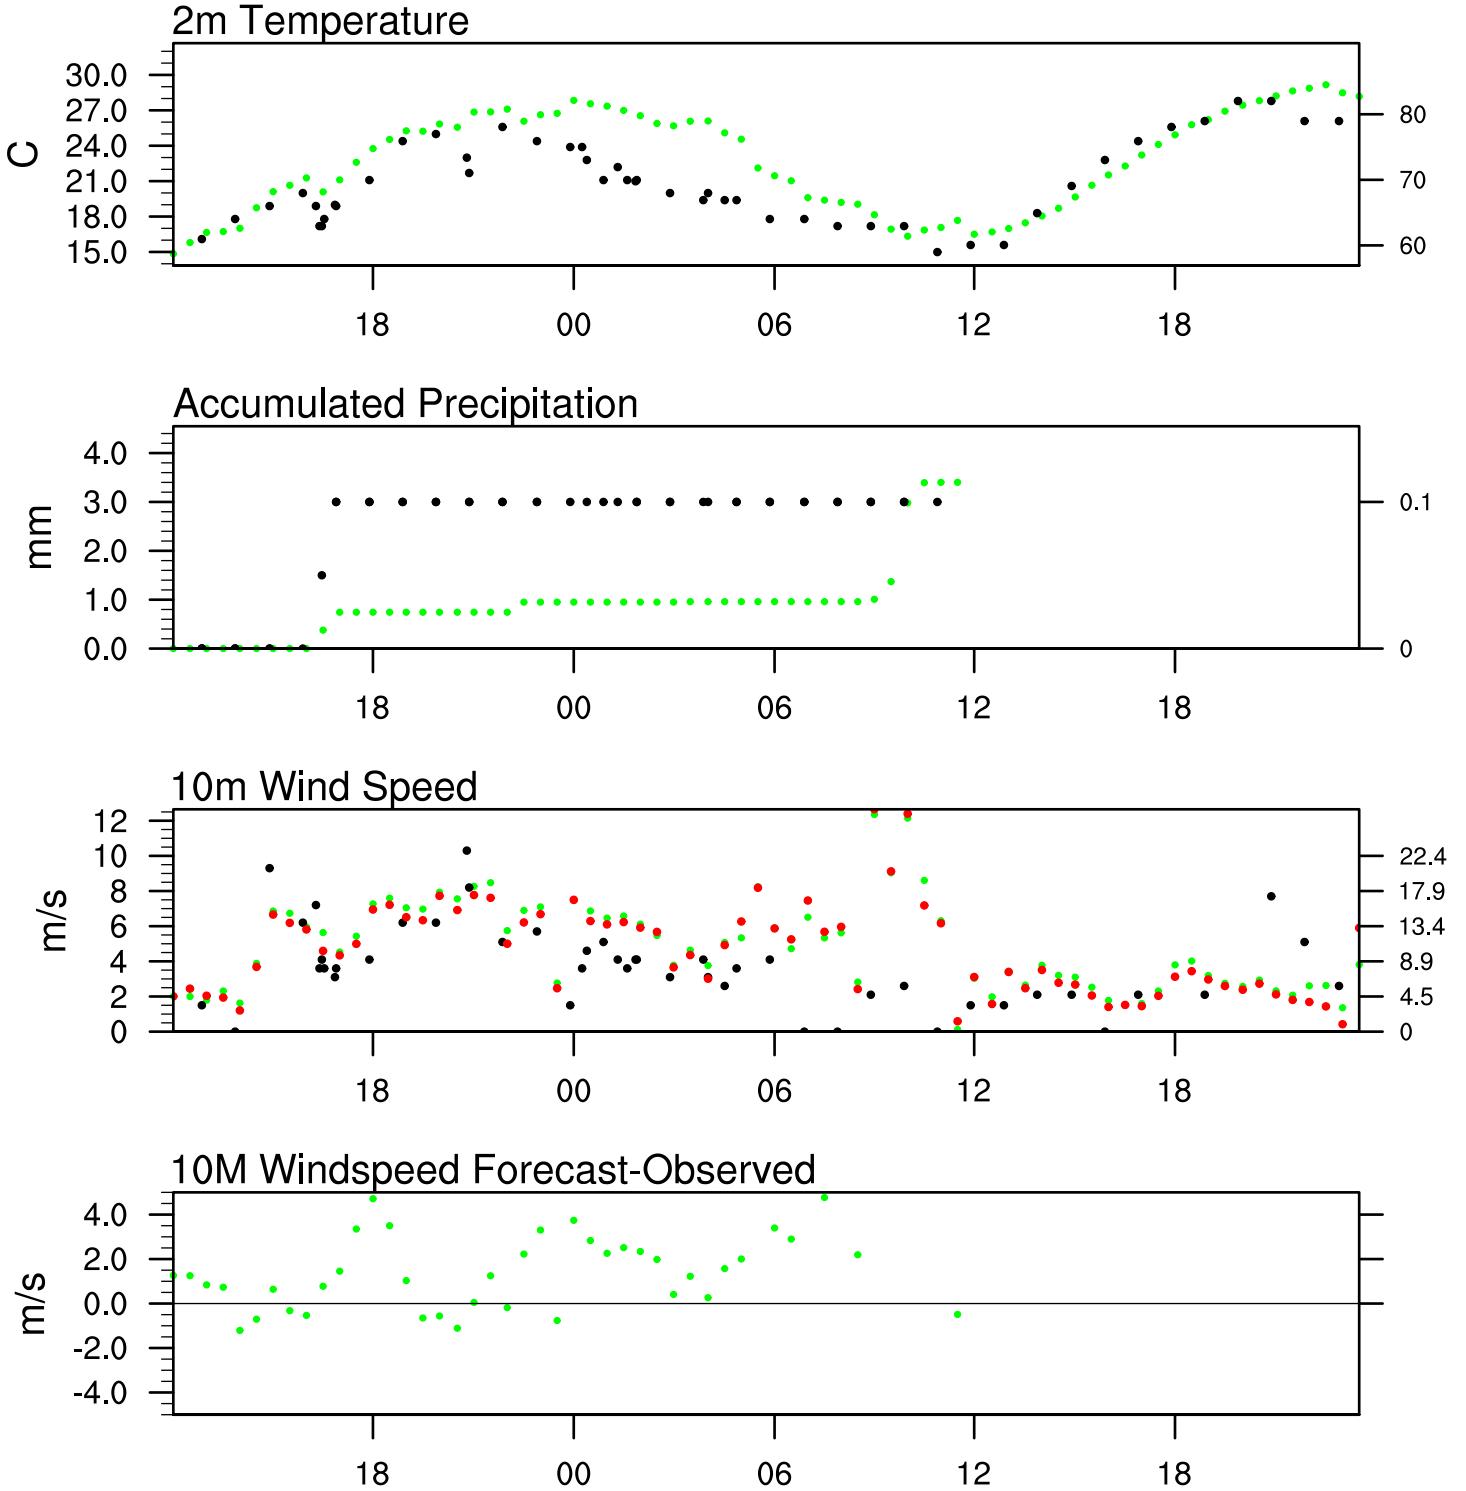 2m Temperature
C
30.0
27.0
24.0
21.0
18.0
15.0
80
70
60
18 00 06 12 18
Accumulated Precipitation
mm
4.0
3.0
2.0
1.0
0.0
0.1
0
18 00 06 12 18
10m Wind Speed
m/s
12
10
8
6
4
2
0
22.4
17.9
13.4
8.9
4.5
0
18 00 06 12 18
10M Windspeed Forecast-Observed
m/s
4.0
2.0
0.0
-2.0
-4.0
18 00 06 12 18